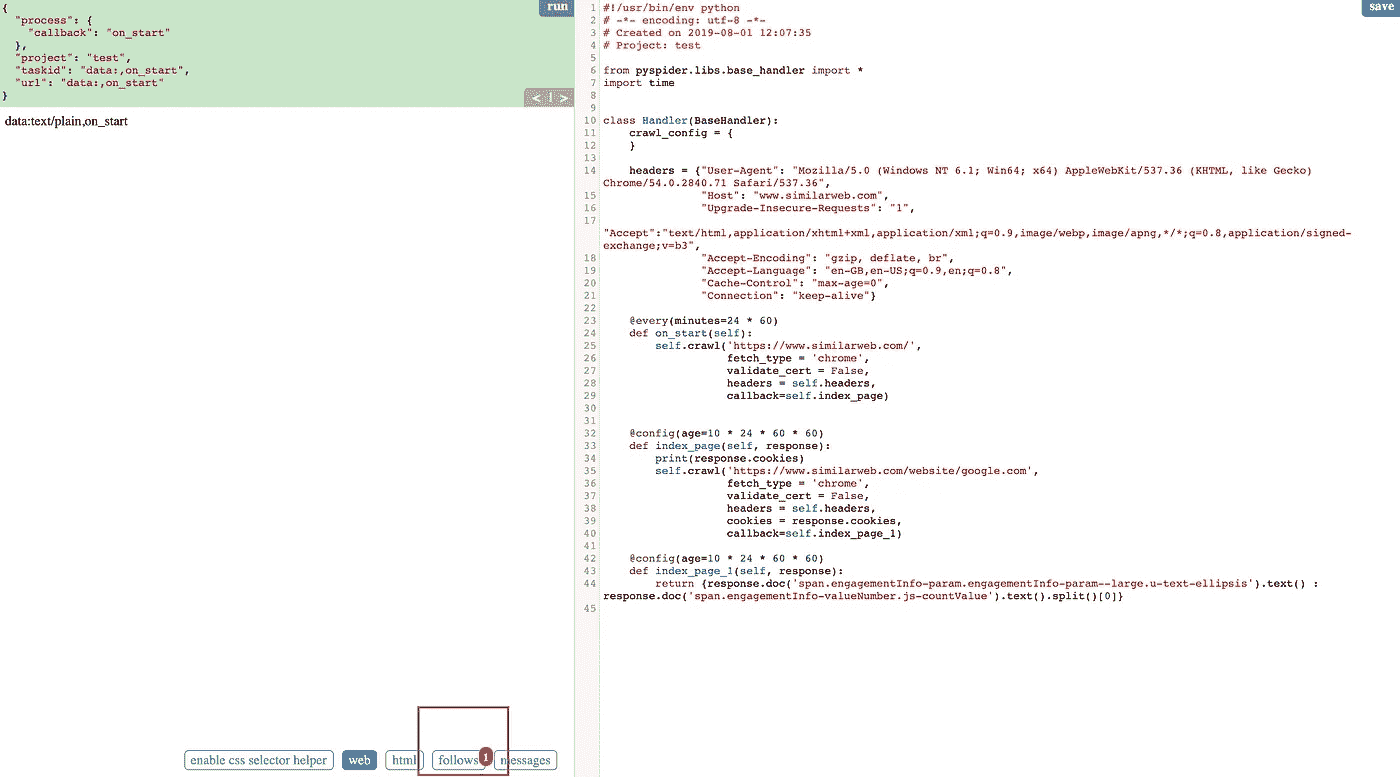 {
  "process": {
    "callback": "on_start"
  },
  "project": "test",
  "taskid": "data:,on_start",
  "url": "data:,on_start"
}
run
< | >
data:text/plain,on_start
enable css selector helper
web
html
follows
1
messages
save
1 #!/usr/bin/env python
2 # -*- encoding: utf-8 -*-
3 # Created on 2019-08-01 12:07:35
4 # Project: test
5
6 from pyspider.libs.base_handler import *
7 import time
8
9
10 class Handler(BaseHandler):
11     crawl_config = {
12     }
13
14     headers = {"User-Agent": "Mozilla/5.0 (Windows NT 6.1; Win64; x64) AppleWebKit/537.36 (KHTML, like Gecko)
Chrome/54.0.2840.71 Safari/537.36",
15                "Host": "www.similarweb.com",
16                "Upgrade-Insecure-Requests": "1",
17
"Accept":"text/html,application/xhtml+xml,application/xml;q=0.9,image/webp,image/apng,*/*;q=0.8,application/signed-
exchange;v=b3",
18                "Accept-Encoding": "gzip, deflate, br",
19                "Accept-Language": "en-GB,en-US;q=0.9,en;q=0.8",
20                "Cache-Control": "max-age=0",
21                "Connection": "keep-alive"}
22
23     @every(minutes=24 * 60)
24     def on_start(self):
25         self.crawl('https://www.similarweb.com/',
26                    fetch_type = 'chrome',
27                    validate_cert = False,
28                    headers = self.headers,
29                    callback=self.index_page)
30
31
32     @config(age=10 * 24 * 60 * 60)
33     def index_page(self, response):
34         print(response.cookies)
35         self.crawl('https://www.similarweb.com/website/google.com',
36                    fetch_type = 'chrome',
37                    validate_cert = False,
38                    headers = self.headers,
39                    cookies = response.cookies,
40                    callback=self.index_page_1)
41
42     @config(age=10 * 24 * 60 * 60)
43     def index_page_1(self, response):
44         return {response.doc('span.engagementInfo-param.engagementInfo-param--large.u-text-ellipsis').text() :
response.doc('span.engagementInfo-valueNumber.js-countValue').text().split()[0]}
45